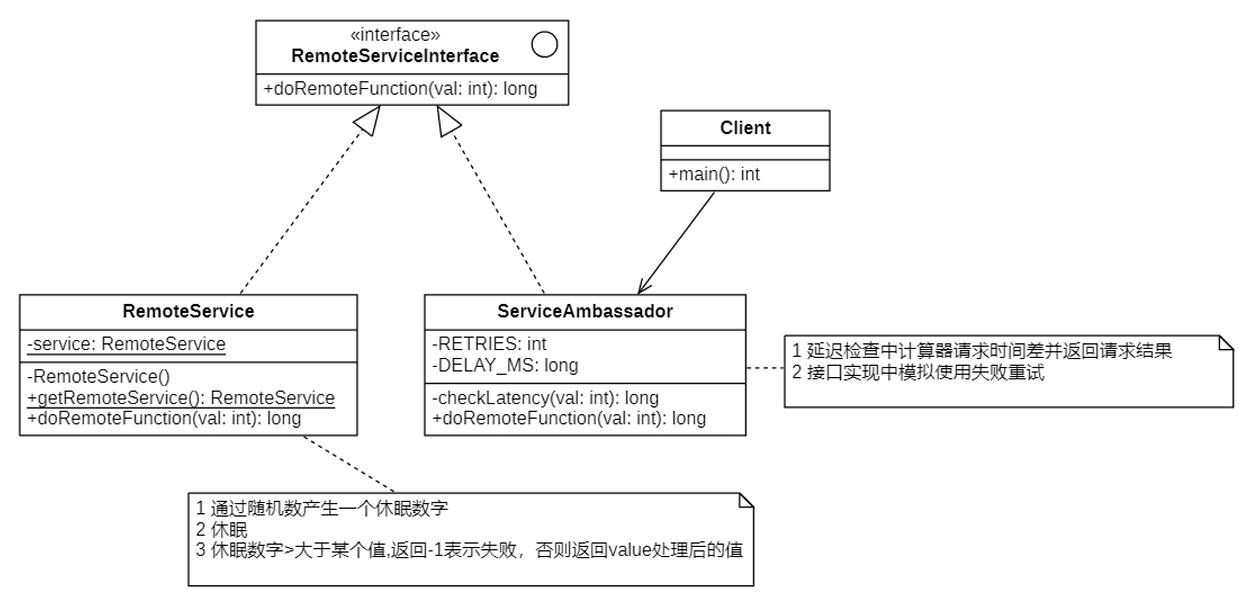 «interface»
RemoteServiceInterface
+doRemoteFunction(val: int): long
Client
+main(): int
RemoteService
-service: RemoteService
-RemoteService()
+getRemoteService(): RemoteService
+doRemoteFunction(val: int): long
ServiceAmbassador
-RETRIES: int
-DELAY_MS: long
-checkLatency(val: int): long
+doRemoteFunction(val: int): long
1 延迟检查中计算器请求时间差并返回请求结果
2 接口实现中模拟使用失败重试
1 通过随机数产生一个休眠数字
2 休眠
3 休眠数字>大于某个值,返回-1表示失败，否则返回value处理后的值